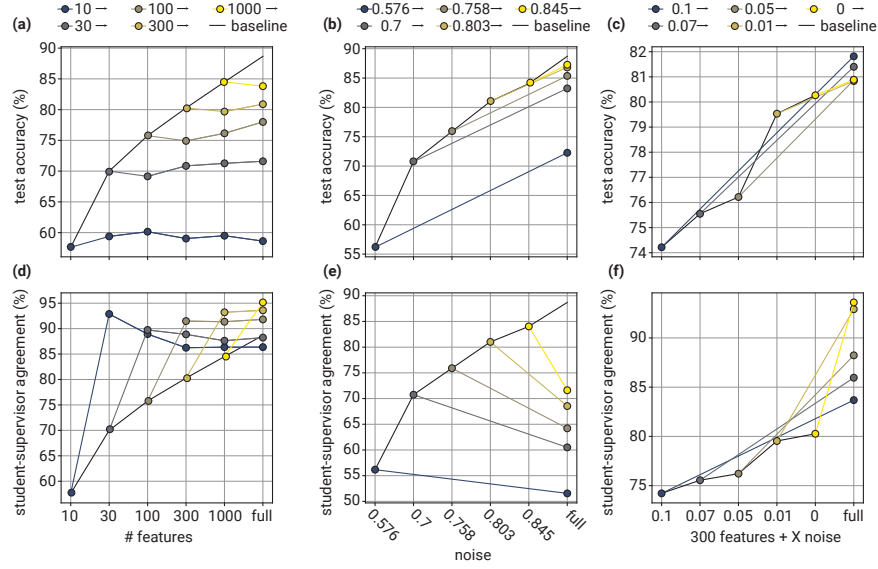 10 → 100 → 1000 →
30 → 300 → baseline
0.576 → 0.758 → 0.845 →
0.7 → 0.803 → baseline
0.1 → 0.05 → 0 →
0.07 → 0.01 → baseline
(a)
90
85
80
75
70
65
60
test accuracy (%)
(b)
90
85
80
75
70
65
60
55
test accuracy (%)
(c)
82
81
80
79
78
77
76
75
74
test accuracy (%)
(d)
95
90
85
80
75
70
65
60
student-supervisor agreement (%)
10 30 100 300 1000 full
# features
(e)
90
85
80
75
70
65
60
55
50
student-supervisor agreement (%)
0.576 0.7 0.758 0.803 0.845 full
noise
(f)
90
85
80
75
student-supervisor agreement (%)
0.1 0.07 0.05 0.01 0 full
300 features + X noise